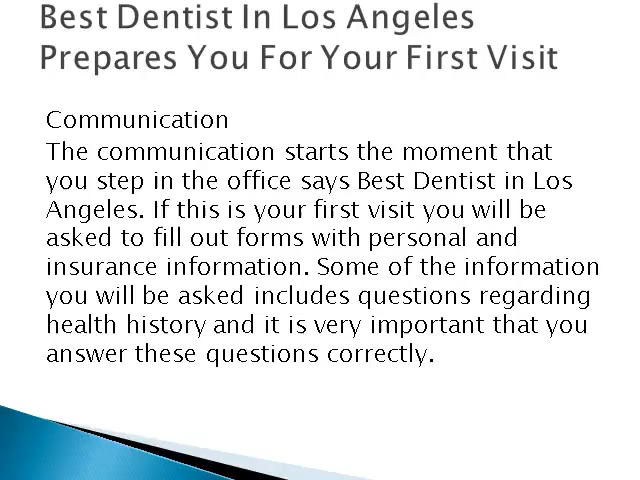 Best Dentist In Los Angeles
Prepares You For Your First Visit
Communication
The communication starts the moment that
you step in the office says Best Dentist in Los
Angeles. If this is your first visit you will be
asked to fill out forms with personal and
insurance information. Some of the information
you will be asked includes questions regarding
health history and it is very important that you
answer these questions correctly.